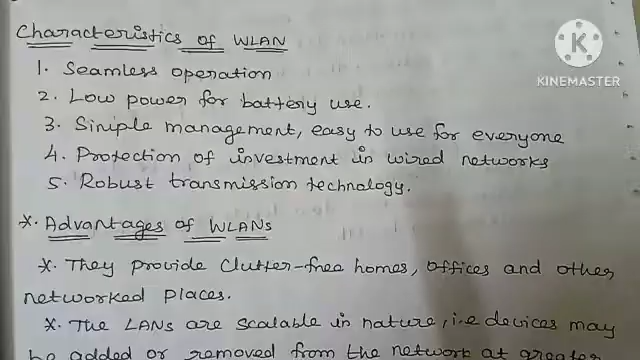 Characteristics of WLAN
1. Seamless operation
2. Low power for battery use.
3. Simple management, easy to use for everyone
4. Protection of investment in wired networks
5. Robust transmission technology.
*. Advantages of WLANs
*. They provide clutter-free homes, offices and other
networked places.
*. The LANs are scalable in nature, i.e devices may
be added or removed from the network at greater
K
KINEMASTER